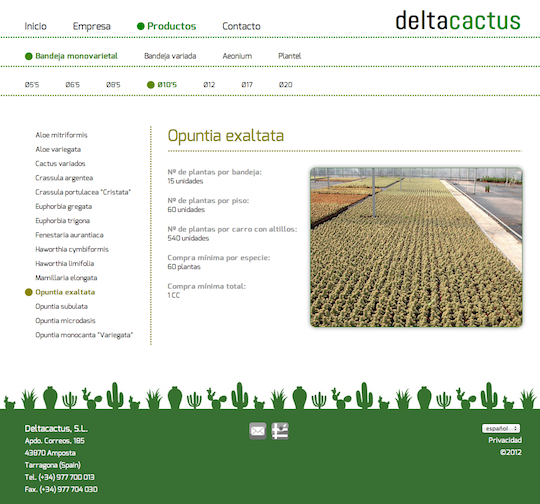 Inicio Empresa Productos Contacto deltacactus
Bandeja monovarietal Bandeja variada Aeonium Plantel
Ø5'5 Ø6'5 Ø8'5 Ø10'5 Ø12 Ø17 Ø20
Aloe mitriformis
Aloe variegata
Cactus variados
Crassula argentea
Crassula portulacea "Cristata"
Euphorbia gregata
Euphorbia trigona
Fenestaria aurantiaca
Haworthia cymbiformis
Haworthia limifolia
Mamillaria elongata
Opuntia exaltata
Opuntia subulata
Opuntia microdasis
Opuntia monocanta "Variegata"
Opuntia exaltata
Nº de plantas por bandeja:
15 unidades
Nº de plantas por piso:
60 unidades
Nº de plantas por carro con altillos:
540 unidades
Compra mínima por especie:
60 plantas
Compra mínima total:
1 CC
Deltacactus, S.L.
Apdo. Correos, 185
43870 Amposta
Tarragona (Spain)
Tel. (+34) 977 700 013
Fax. (+34) 977 704 030
español
Privacidad
©2012